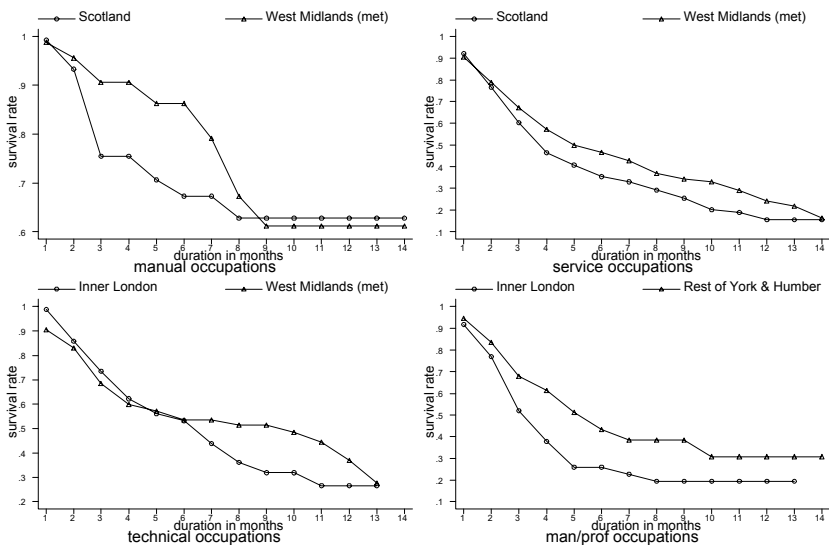 Scotland West Midlands (met)
1
.9
.8
.7
.6
survival rate
1 2 3 4 5 6 7 8 9 10 11 12 13 14
duration in months
manual occupations
Scotland West Midlands (met)
1
.9
.8
.7
.6
.5
.4
.3
.2
.1
survival rate
1 2 3 4 5 6 7 8 9 10 11 12 13 14
duration in months
service occupations
Inner London West Midlands (met)
1
.9
.8
.7
.6
.5
.4
.3
.2
survival rate
1 2 3 4 5 6 7 8 9 10 11 12 13 14
duration in months
technical occupations
Inner London Rest of York & Humber
1
.9
.8
.7
.6
.5
.4
.3
.2
.1
survival rate
1 2 3 4 5 6 7 8 9 10 11 12 13 14
duration in months
man/prof occupations